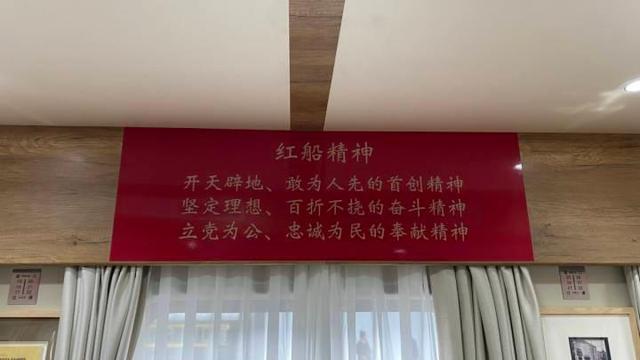 红船精神
开天辟地、敢为人先的首创精神
坚定理想、百折不挠的奋斗精神
立党为公、忠诚为民的奉献精神